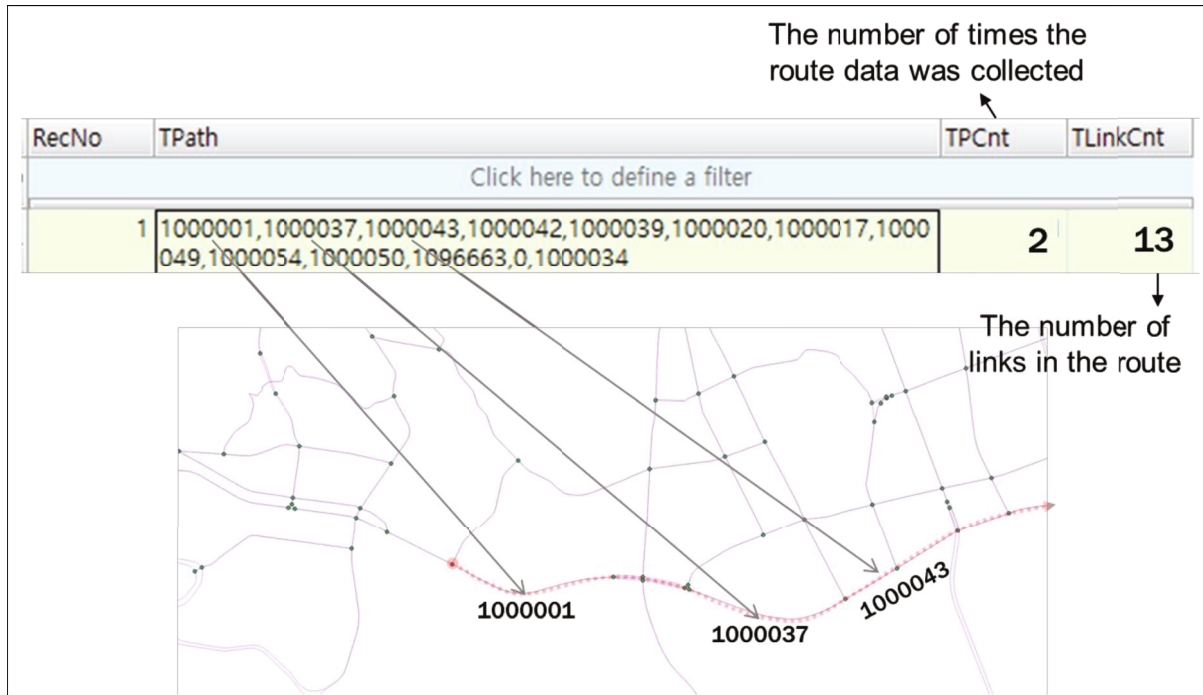 The number of times the
route data was collected
RecNo TPath TPCnt TLinkCnt
Click here to define a filter
1 1000001,1000037,1000043,1000042,1000039,1000020,1000017,1000 2 13
049,1000054,1000050,1096663,0,1000034
The number of
links in the route
1000001
1000037
1000043